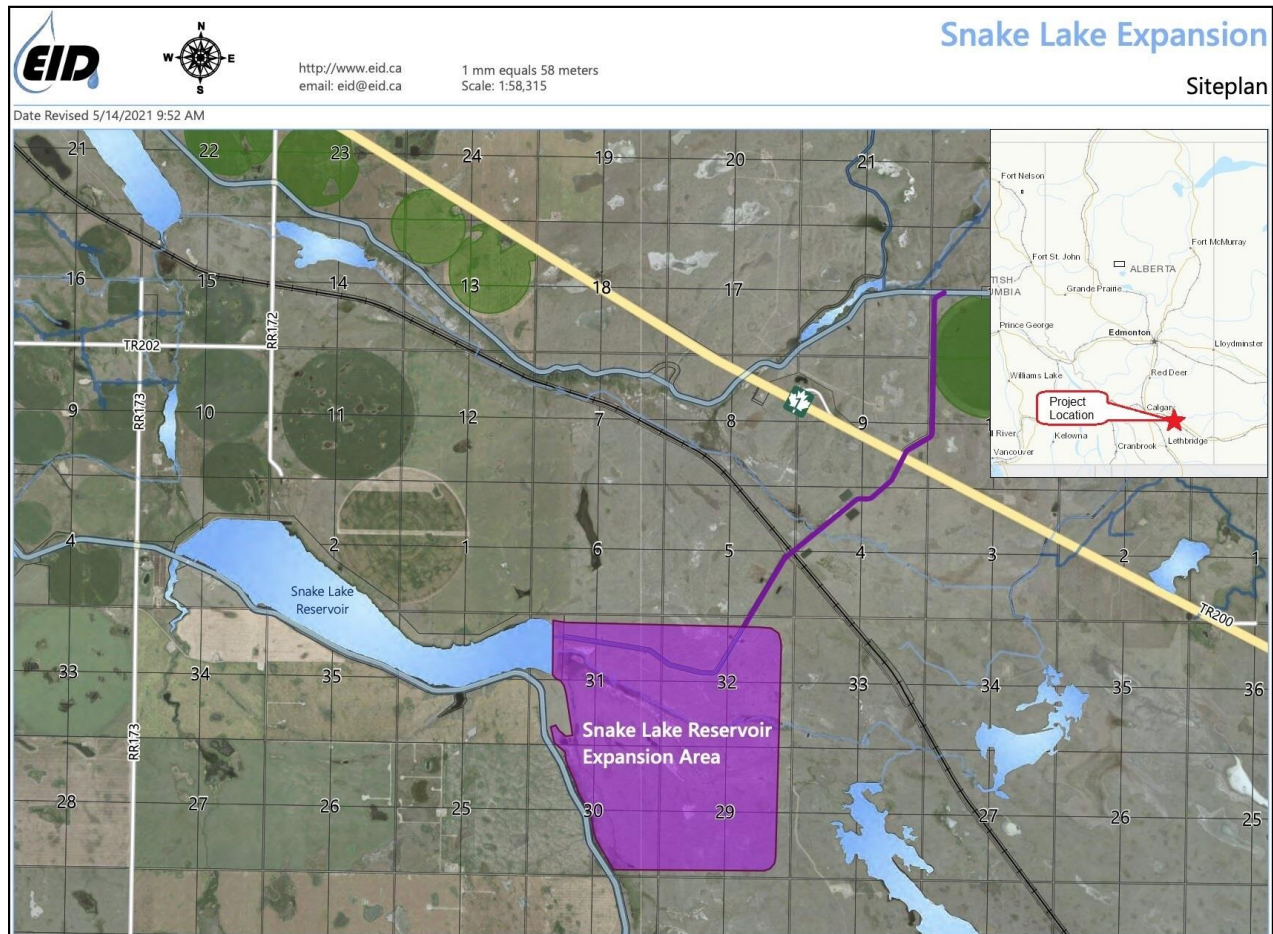 EID
N
W E
S
http://www.eid.ca
email: eid@eid.ca
1 mm equals 58 meters
Scale: 1:58,315
Snake Lake Expansion
Siteplan
Date Revised 5/14/2021 9:52 AM
21 22 23 24 19 20 21
16 15 14 13 18 17
TR202
RR172
RR173
9 10 11 12 7 8 9
7
4 2 1 6 5 4 3 2 1
TR200
Snake Lake
Reservoir
33 34 35 31 32 33 34 35 36
Snake Lake Reservoir
Expansion Area
RR173
28 27 26 25 30 29 27 26 25
Fort Nelson
Fort McMurray
Fort St. John
ALBERTA
TISH
UMBIA
Grande Prairie
Prince George
Edmonton
Lloydminster
Williams Lake
Red Deer
Project
Location
Calgary
ll River
Kelowna
Cranbrook
Lethbridge
Vancouver